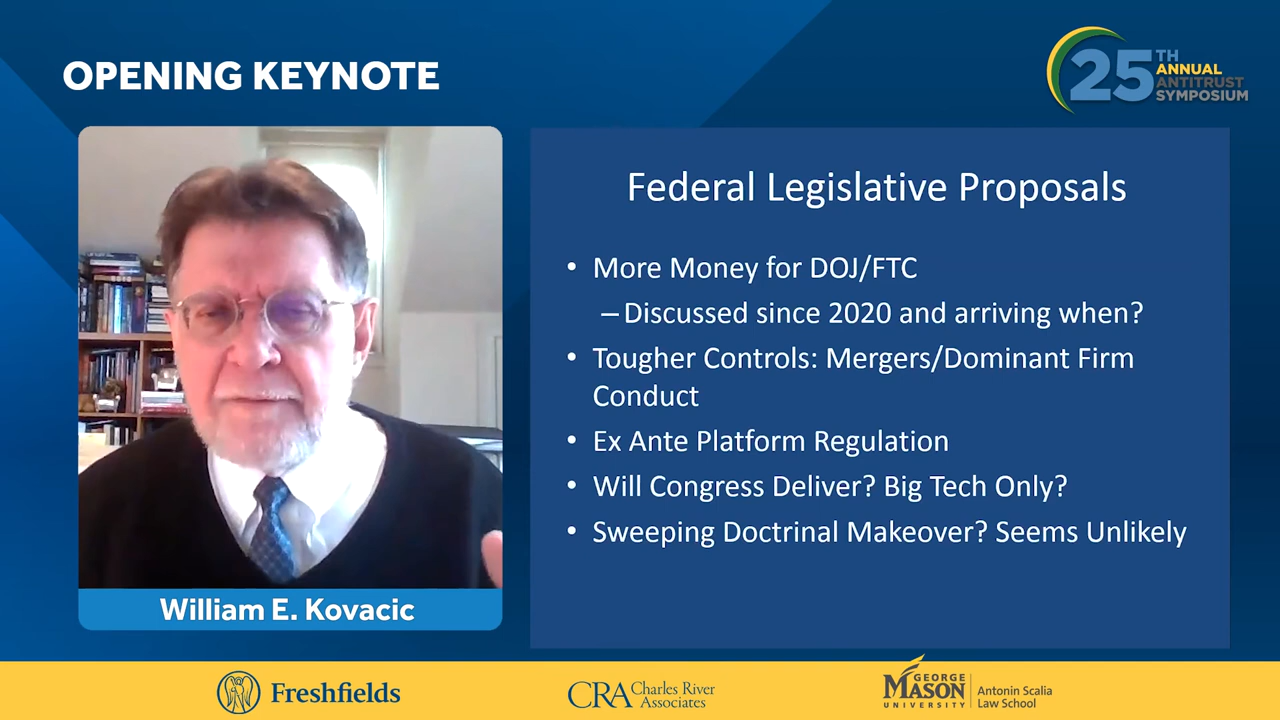 OPENING KEYNOTE
25TH
ANNUAL
ANTITRUST
SYMPOSIUM
Federal Legislative Proposals
• More Money for DOJ/FTC
– Discussed since 2020 and arriving when?
• Tougher Controls: Mergers/Dominant Firm
Conduct
• Ex Ante Platform Regulation
• Will Congress Deliver? Big Tech Only?
• Sweeping Doctrinal Makeover? Seems Unlikely
William E. Kovacic
Freshfields
CRA Charles River
Associates
GEORGE
MASON
UNIVERSITY
Antonin Scalia
Law School